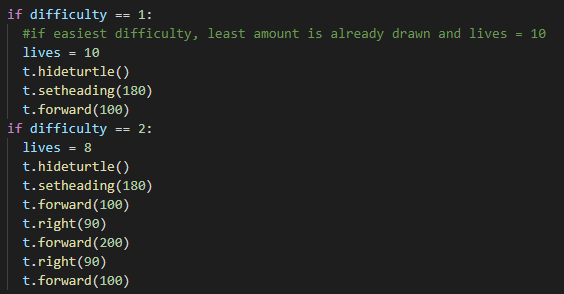 if difficulty == 1:
  #if easiest difficulty, least amount is already drawn and lives = 10
  lives = 10
  t.hideturtle()
  t.setheading(180)
  t.forward(100)
if difficulty == 2:
  lives = 8
  t.hideturtle()
  t.setheading(180)
  t.forward(100)
  t.right(90)
  t.forward(200)
  t.right(90)
  t.forward(100)